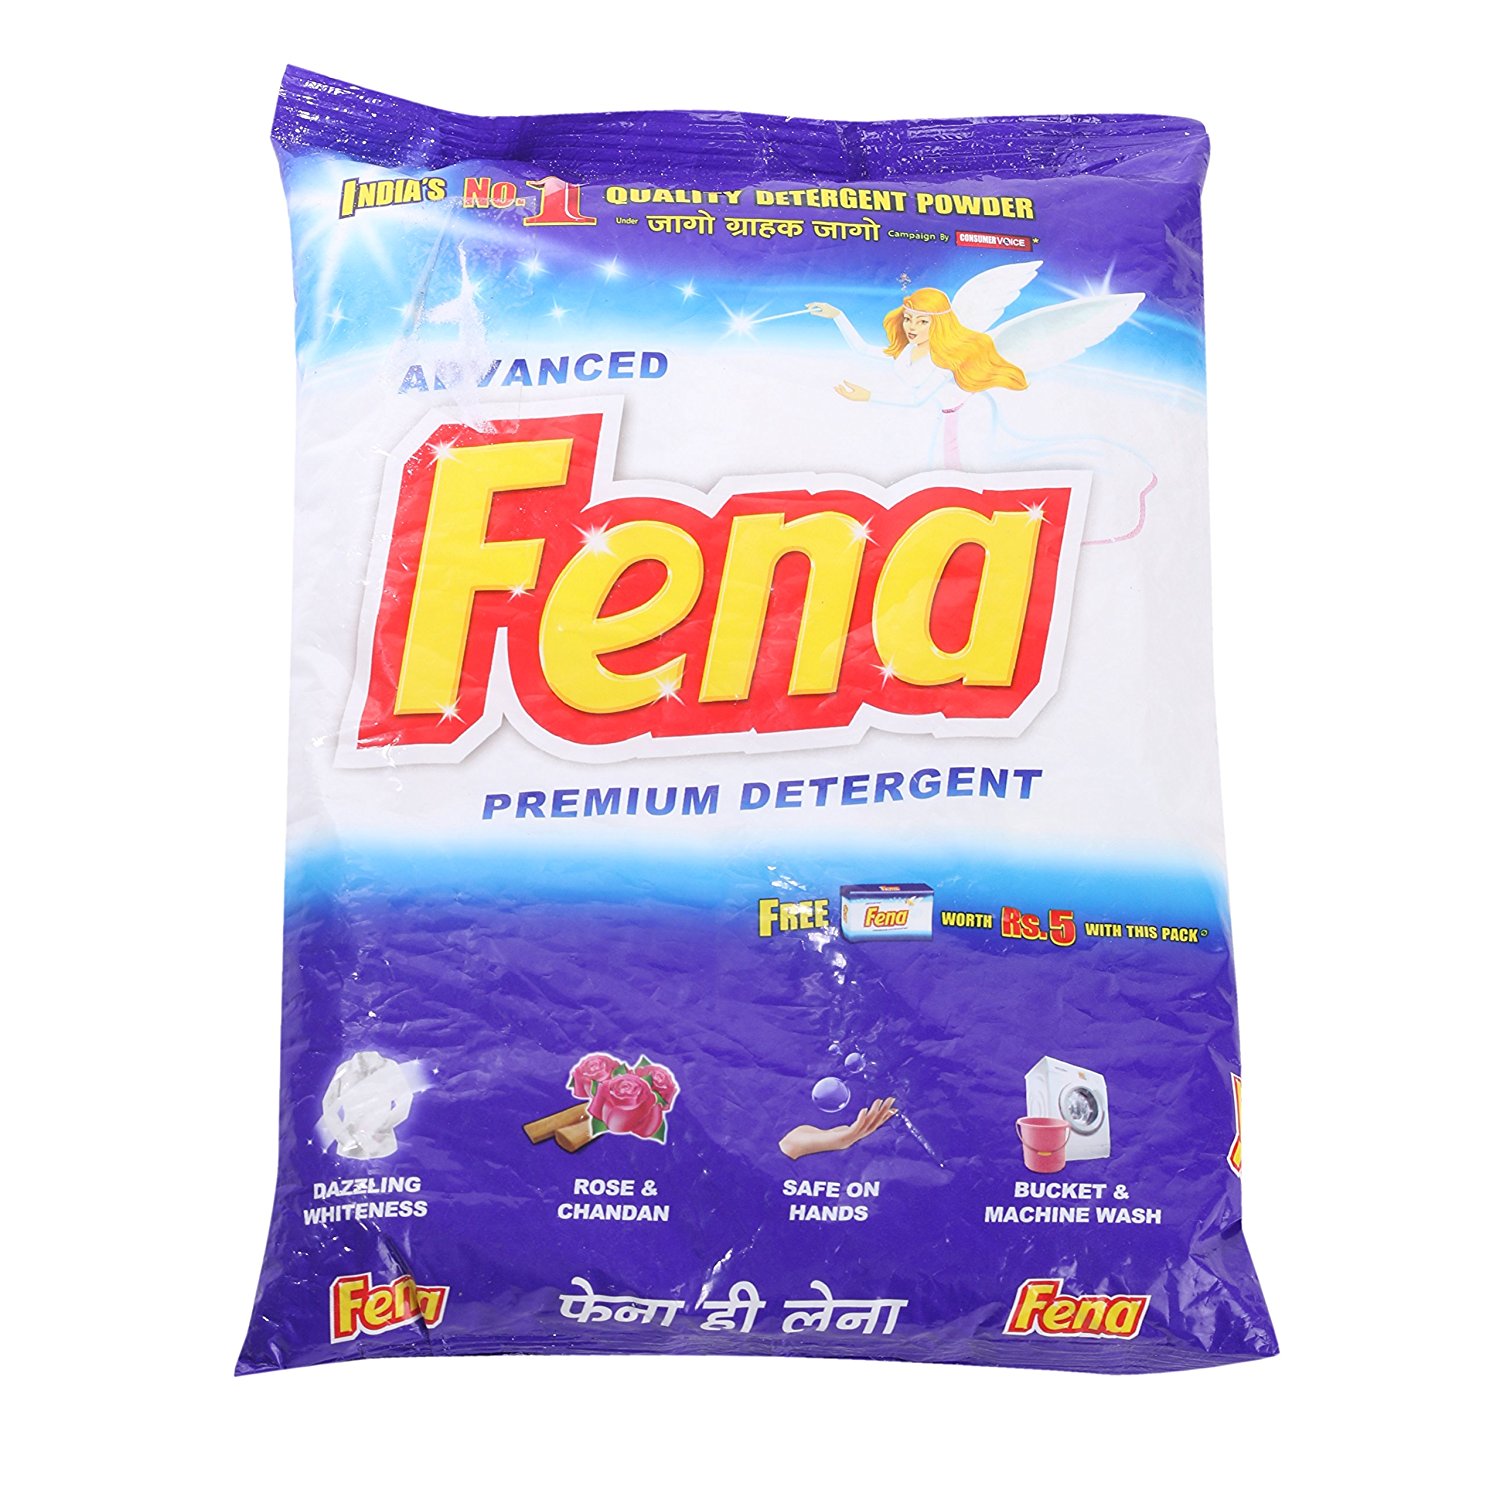 INDIA'S No.1 QUALITY DETERGENT POWDER
Under जागो ग्राहक जागो Campaign By CONSUMER VOICE *
ADVANCED
Fena
PREMIUM DETERGENT
FREE Fena WORTH Rs.5 WITH THIS PACK
DAZZLING
WHITENESS
ROSE &
CHANDAN
SAFE ON
HANDS
BUCKET &
MACHINE WASH
Fena फेना ही लेना Fena